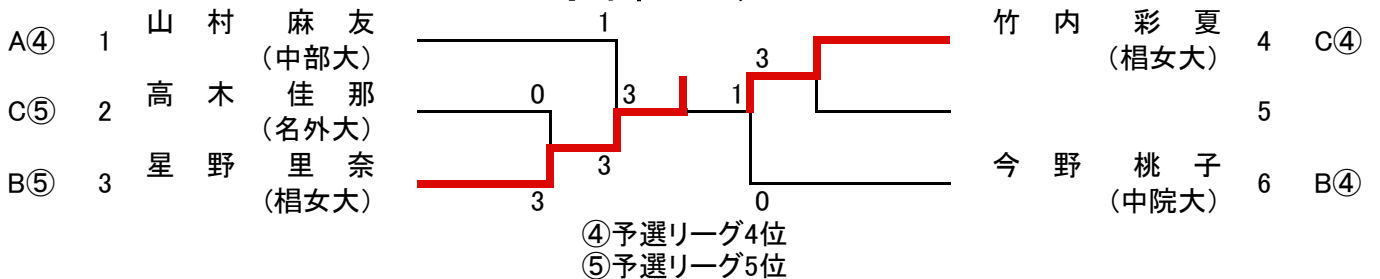 A④ 1 山村 麻友
(中部大)
C⑤ 2 高木 佳那
(名外大)
B⑤ 3 星野 里奈
(椙女大)
1
0
3
3
3
3
1
0
竹内 彩夏 4 C④
(椙女大)
5
今野 桃子 6 B④
(中院大)
④予選リーグ4位
⑤予選リーグ5位